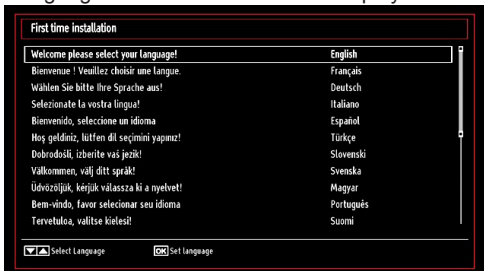 First time installation
Welcome please select your language! English
Bienvenue ! Veuillez choisir une langue. Français
Wählen Sie bitte Ihre Sprache aus! Deutsch
Selezionate la vostra lingua! Italiano
Bienvenido, seleccione un idioma Español
Hoş geldiniz, lütfen dil seçimini yapınız! Türkçe
Dobrodošli, izberite vaš jezik! Slovenski
Välkommen, välj ditt språk! Svenska
Üdvözöljük, kérjük válassza ki a nyelvet! Magyar
Bem-vindo, favor selecionar seu idioma Português
Tervetuloa, valitse kielesi! Suomi
Select Language OK Set language